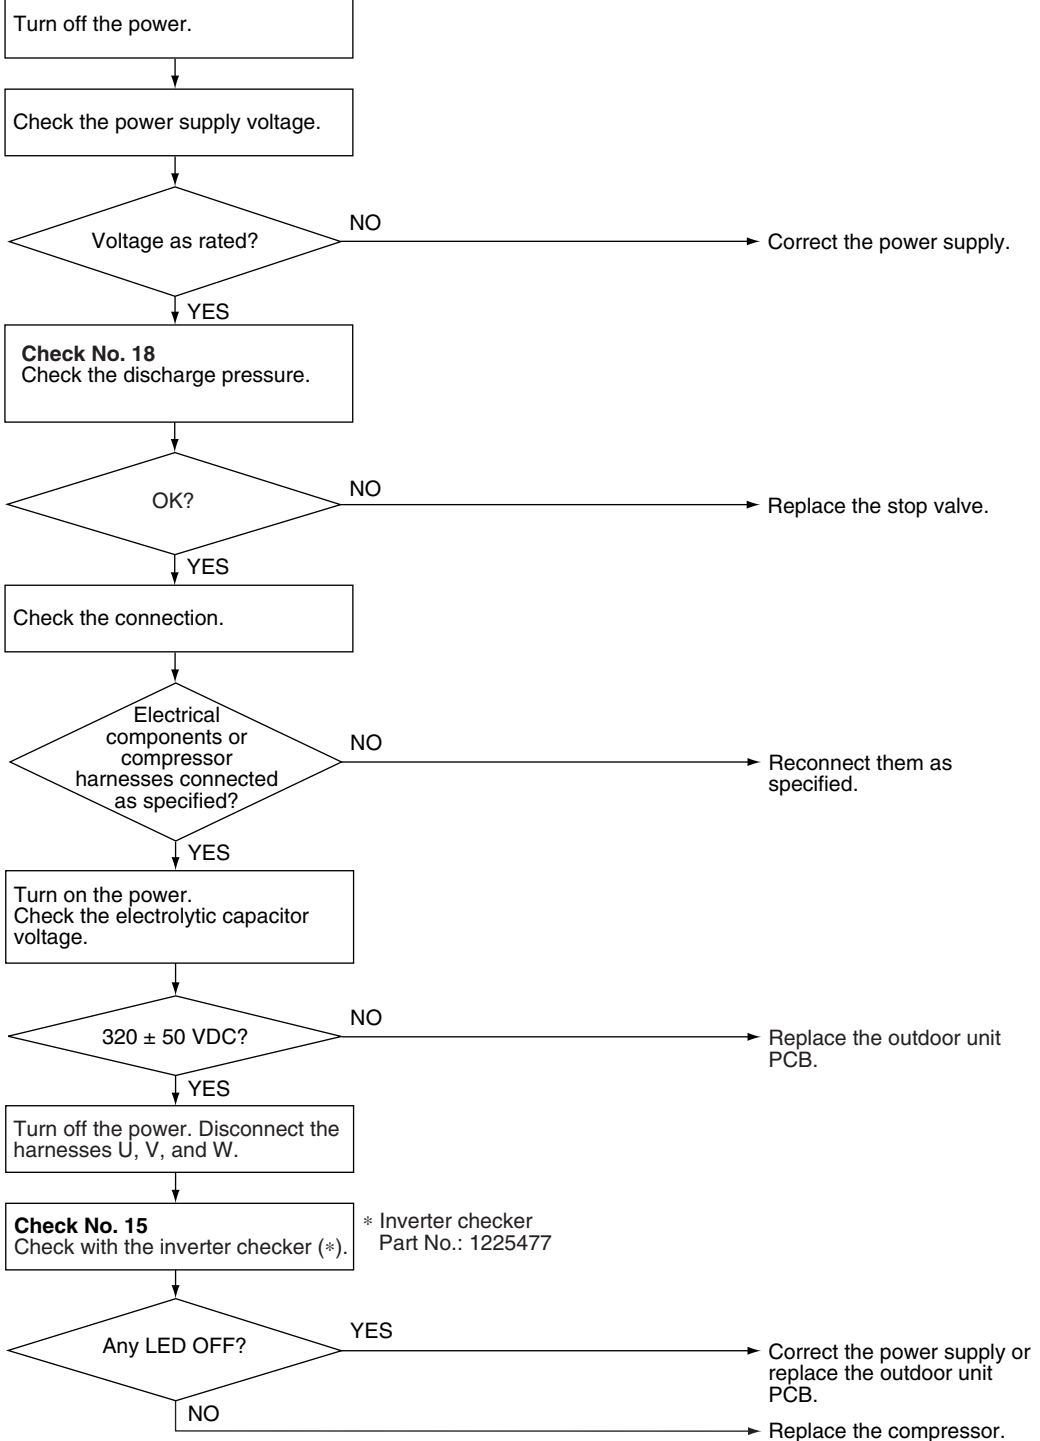 Turn off the power.
Check the power supply voltage.
Voltage as rated?
NO
Correct the power supply.
YES
Check No. 18
Check the discharge pressure.
OK?
NO
Replace the stop valve.
YES
Check the connection.
Electrical
components or
compressor
harnesses connected
as specified?
NO
Reconnect them as
specified.
YES
Turn on the power.
Check the electrolytic capacitor
voltage.
320 ± 50 VDC?
NO
Replace the outdoor unit
PCB.
YES
Turn off the power. Disconnect the
harnesses U, V, and W.
Check No. 15
Check with the inverter checker (*).
* Inverter checker
Part No.: 1225477
Any LED OFF?
YES
Correct the power supply or
replace the outdoor unit
PCB.
NO
Replace the compressor.